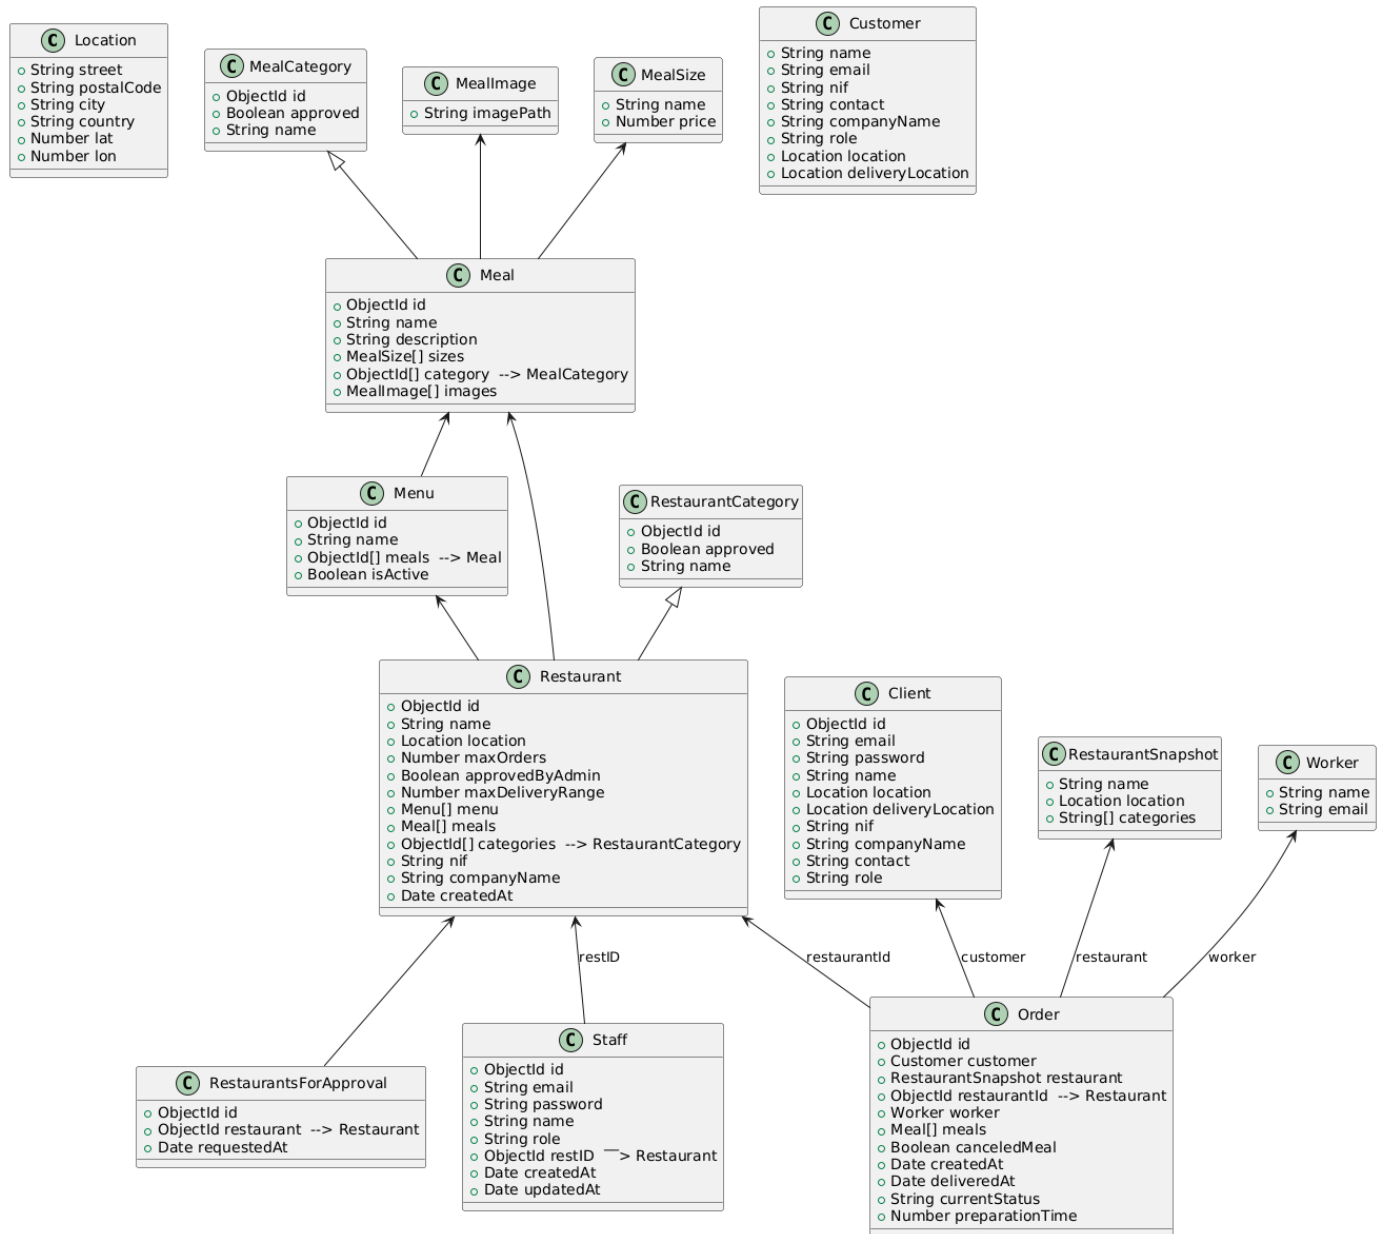 Location
String street
String postalCode
String city
String country
Number lat
Number lon
MealCategory
ObjectId id
Boolean approved
String name
MealImage
String imagePath
MealSize
String name
Number price
Customer
String name
String email
String nif
String contact
String companyName
String role
Location location
Location deliveryLocation
Meal
ObjectId id
String name
String description
MealSize[] sizes
ObjectId[] category --> MealCategory
MealImage[] images
Menu
ObjectId id
String name
ObjectId[] meals --> Meal
Boolean isActive
RestaurantCategory
ObjectId id
Boolean approved
String name
Restaurant
ObjectId id
String name
Location location
Number maxOrders
Boolean approvedByAdmin
Number maxDeliveryRange
Menu[] menu
Meal[] meals
ObjectId[] categories --> RestaurantCategory
String nif
String companyName
Date createdAt
Client
ObjectId id
String email
String password
String name
Location location
Location deliveryLocation
String nif
String companyName
String contact
String role
RestaurantSnapshot
String name
Location location
String[] categories
Worker
String name
String email
restID
restaurantId
customer
restaurant
worker
RestaurantsForApproval
ObjectId id
ObjectId restaurant --> Restaurant
Date requestedAt
Staff
ObjectId id
String email
String password
String name
String role
ObjectId restID __> Restaurant
Date createdAt
Date updatedAt
Order
ObjectId id
Customer customer
RestaurantSnapshot restaurant
ObjectId restaurantId --> Restaurant
Worker worker
Meal[] meals
Boolean canceledMeal
Date createdAt
Date deliveredAt
String currentStatus
Number preparationTime